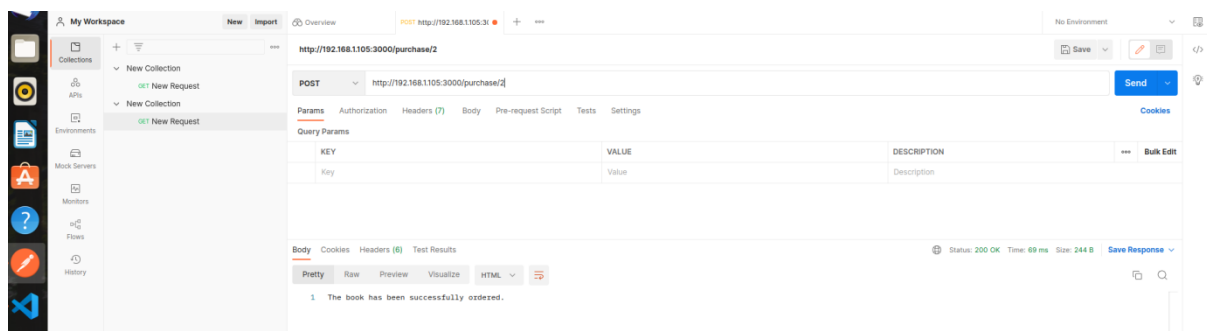 My Workspace New Import Overview POST http://192.168.1.105:3( No Environment
http://192.168.1.105:3000/purchase/2 Save
Collections
New Collection
GET New Request
APIs
New Collection
GET New Request
Environments
Mock Servers
Monitors
Flows
History
POST http://192.168.1.105:3000/purchase/2 Send
Params Authorization Headers (7) Body Pre-request Script Tests Settings Cookies
Query Params
KEY VALUE DESCRIPTION Bulk Edit
Key Value Description
Body Cookies Headers (6) Test Results Status: 200 OK Time: 69 ms Size: 244 B Save Response
Pretty Raw Preview Visualize HTML
1 The book has been successfully ordered.